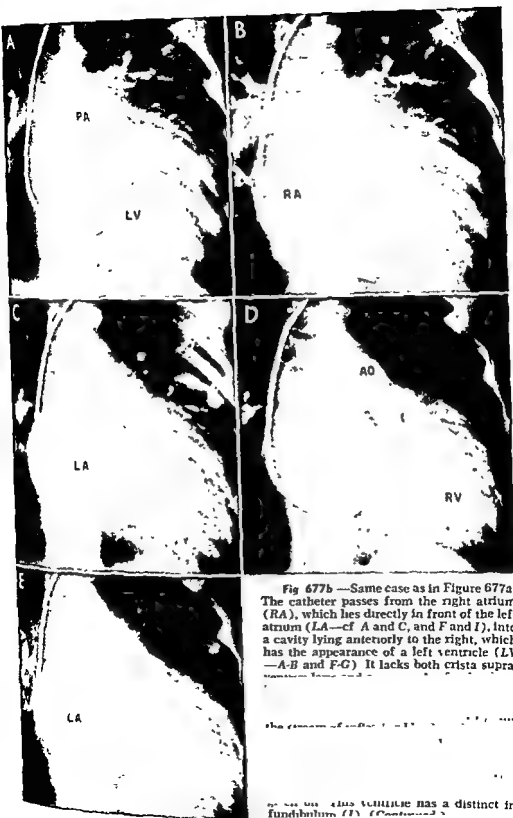 A
PA
LV
B
RA
C
LA
D
AO
RV
E
LA
Fig 677b —Same case as in Figure 677a
The catheter passes from the right atrium
(RA), which lies directly in front of the left
atrium (LA—cf A and C, and F and I), into
a cavity lying anteriorly to the right, which
has the appearance of a left ventricle (LV
—A-B and F-G) It lacks both crista supra
the stream of
This ventricle has a distinct in
fundibulum (I) (Continued)